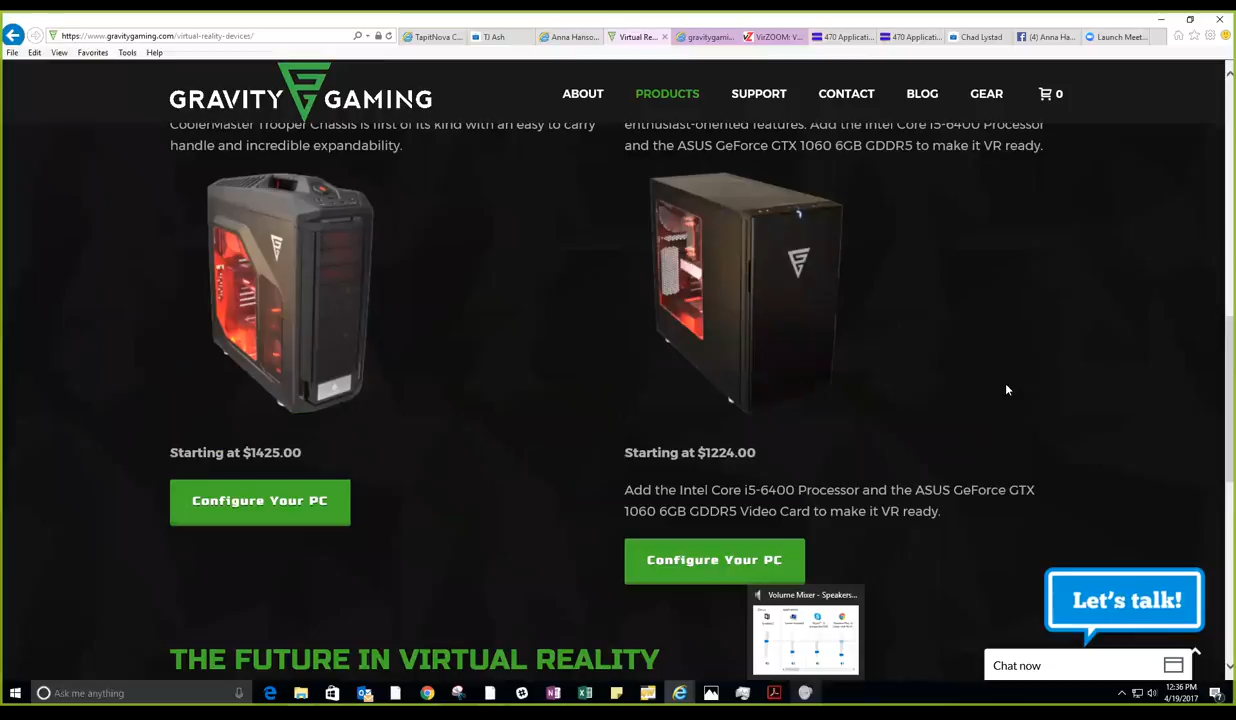 https://www.gravitygaming.com/virtual-reality-devices/
TapitNova C...
TJ Ash
Anna Hanso...
Virtual Re...
gravitygami...
VirZOOM: V...
470 Applicati...
470 Applicati...
Chad Lystad
(4) Anna Ha...
Launch Meet...
File Edit View Favorites Tools Help
GRAVITY GAMING
ABOUT PRODUCTS SUPPORT CONTACT BLOG GEAR 0
CoolerMaster Trooper Chassis is first of its kind with an easy to carry
handle and incredible expandability.
enthusiast-oriented features. Add the Intel Core i5-6400 Processor
and the ASUS GeForce GTX 1060 6GB GDDR5 to make it VR ready.
Starting at $1425.00
Configure Your PC
Starting at $1224.00
Add the Intel Core i5-6400 Processor and the ASUS GeForce GTX
1060 6GB GDDR5 Video Card to make it VR ready.
Configure Your PC
Volume Mixer - Speakers...
Let's talk!
THE FUTURE IN VIRTUAL REALITY
Chat now
Ask me anything
12:36 PM
4/19/2017